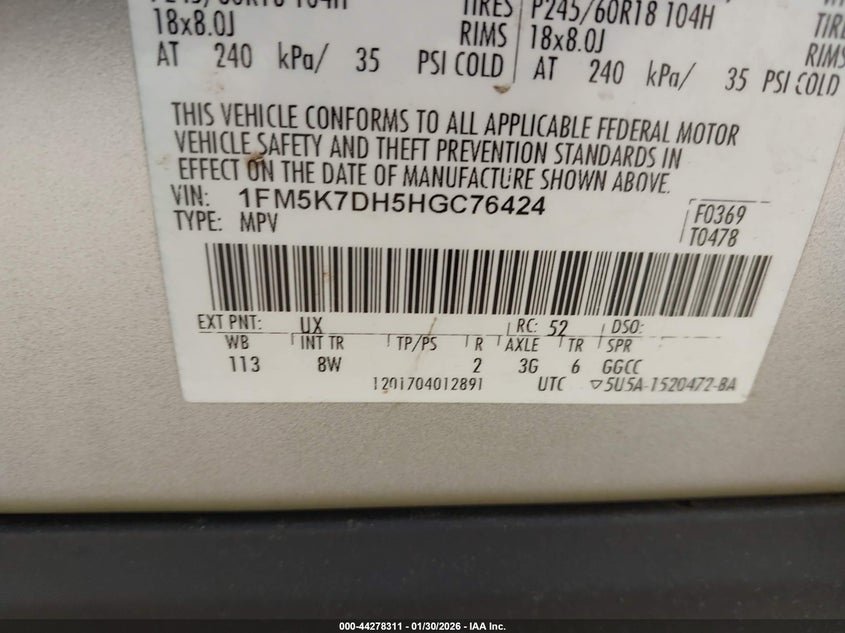 P245/60R18 104H TIRES P245/60R18 104H TIRE
18x8.0J RIMS 18x8.0J RIMS
AT 240 kPa/ 35 PSI COLD AT 240 kPa/ 35 PSI COLD
THIS VEHICLE CONFORMS TO ALL APPLICABLE FEDERAL MOTOR
VEHICLE SAFETY AND THEFT PREVENTION STANDARDS IN
EFFECT ON THE DATE OF MANUFACTURE SHOWN ABOVE.
VIN: 1FM5K7DH5HGC76424
TYPE: MPV
F0369
T0478
EXT PNT: UX RC: 52 DSO:
WB INT TR TP/PS R AXLE TR SPR
113 8W 2 3G 6 GGCC
1201704012891 UTC ▽5U5A-1520472-BA
000-44278311 - 01/30/2026 - IAA Inc.